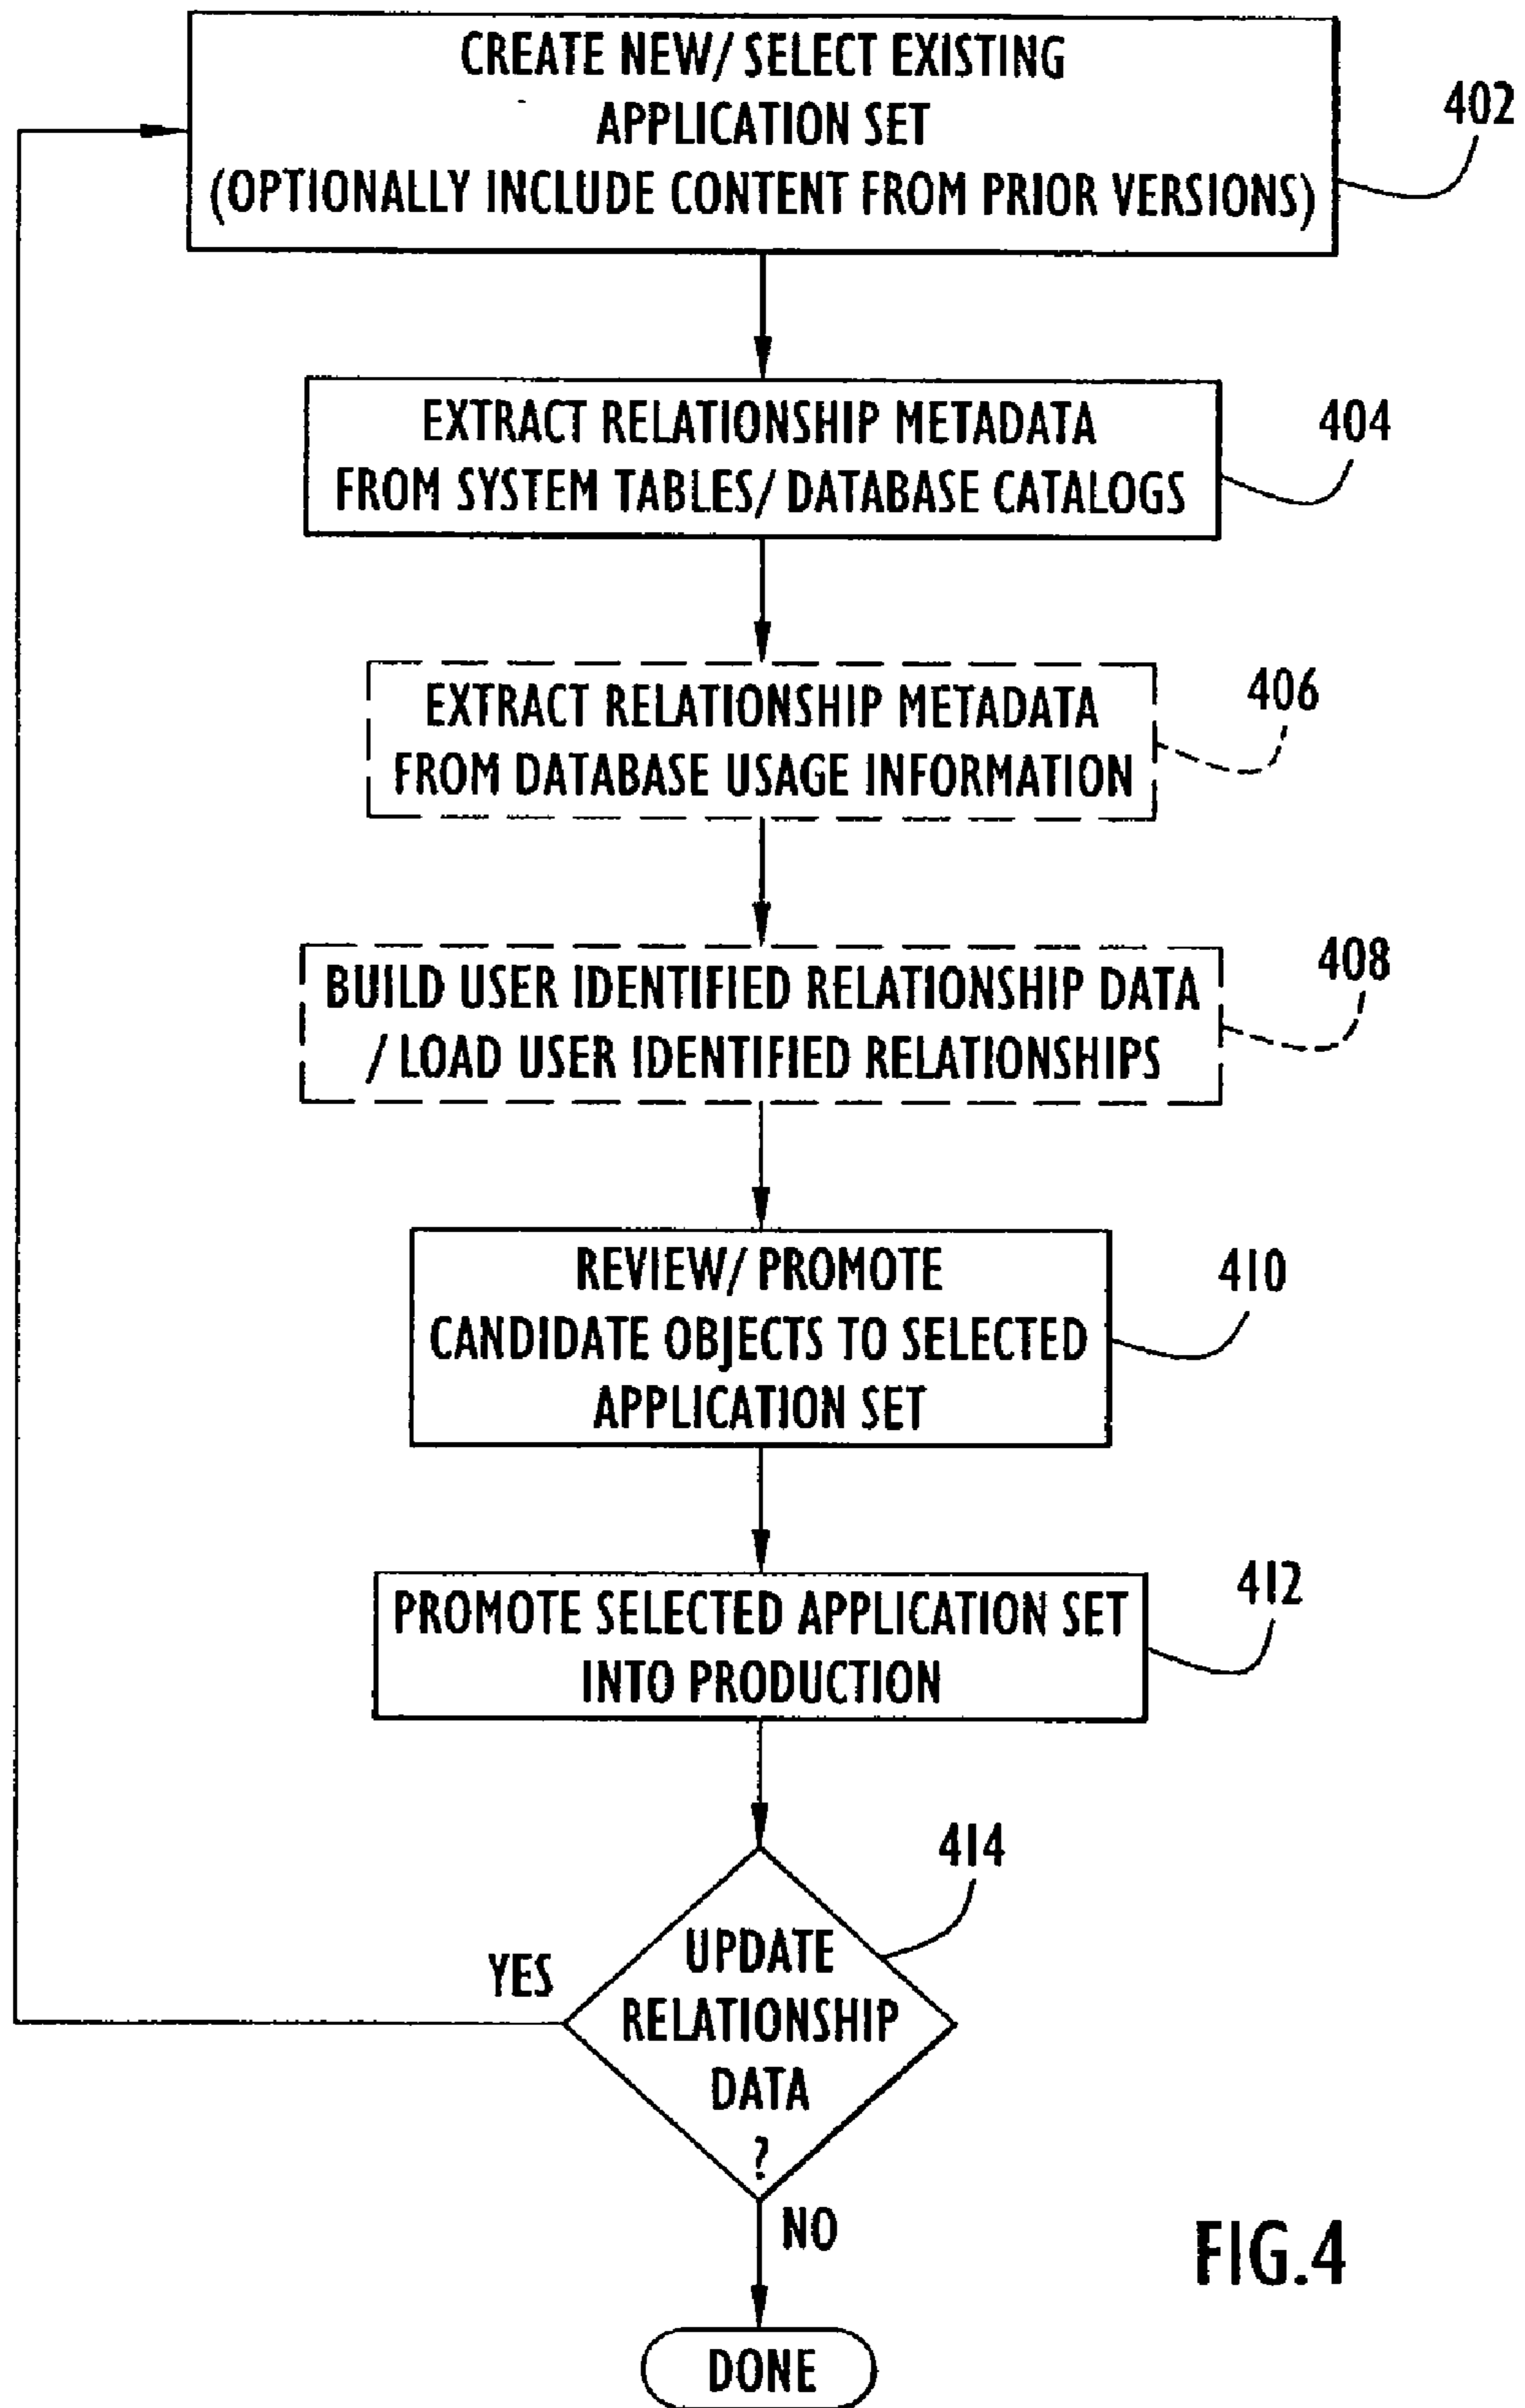 CREATE NEW/ SELECT EXISTING
APPLICATION SET
(OPTIONALLY INCLUDE CONTENT FROM PRIOR VERSIONS)
402
EXTRACT RELATIONSHIP METADATA
FROM SYSTEM TABLES/ DATABASE CATALOGS
404
EXTRACT RELATIONSHIP METADATA
FROM DATABASE USAGE INFORMATION
406
BUILD USER IDENTIFIED RELATIONSHIP DATA
/ LOAD USER IDENTIFIED RELATIONSHIPS
408
REVIEW/ PROMOTE
CANDIDATE OBJECTS TO SELECTED
APPLICATION SET
410
PROMOTE SELECTED APPLICATION SET
INTO PRODUCTION
412
414
UPDATE
RELATIONSHIP
DATA
?
YES
NO
DONE
FIG.4